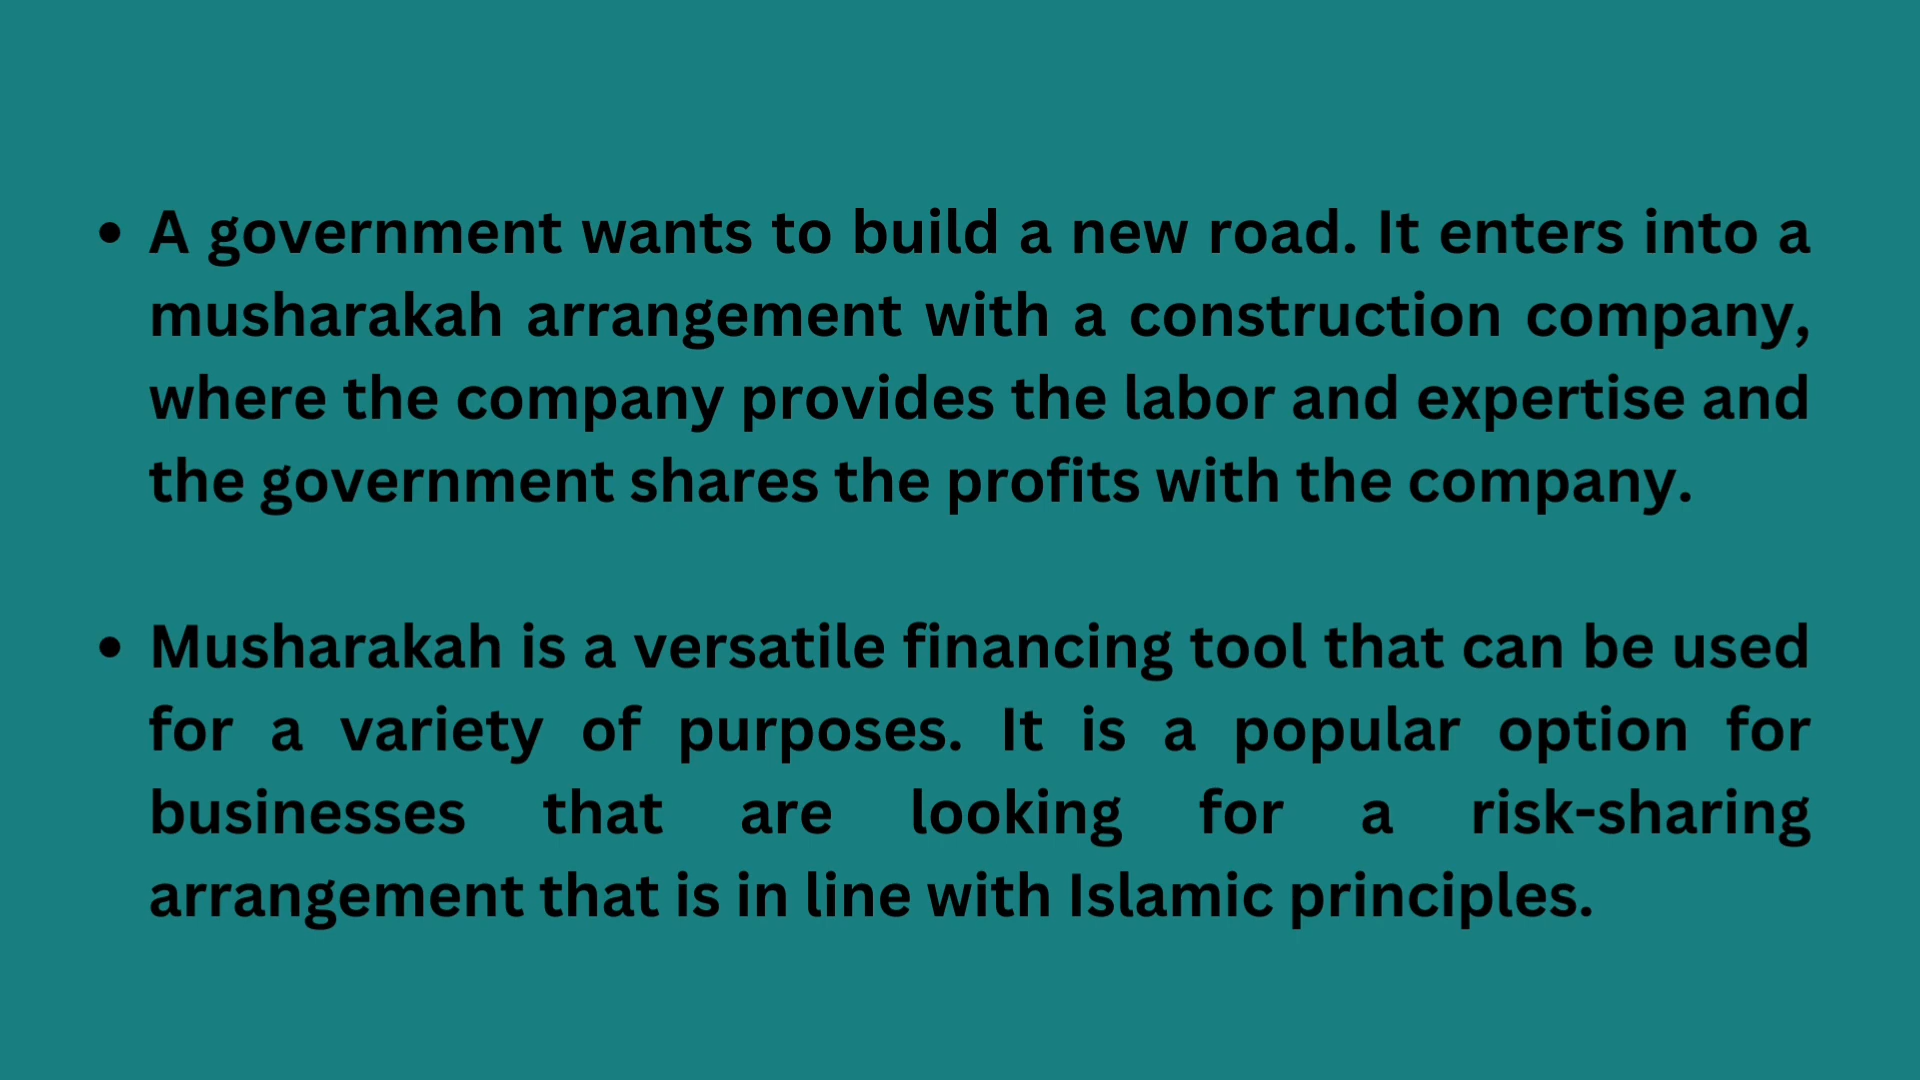 • A government wants to build a new road. It enters into a
musharakah arrangement with a construction company,
where the company provides the labor and expertise and
the government shares the profits with the company.
• Musharakah is a versatile financing tool that can be used
for a variety of purposes. It is a popular option for
businesses that are looking for a risk-sharing
arrangement that is in line with Islamic principles.